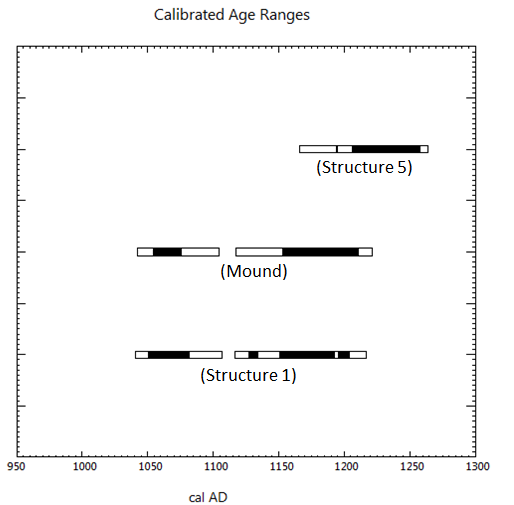 Calibrated Age Ranges
(Structure 5)
(Mound)
(Structure 1)
950 1000 1050 1100 1150 1200 1250 1300
cal AD